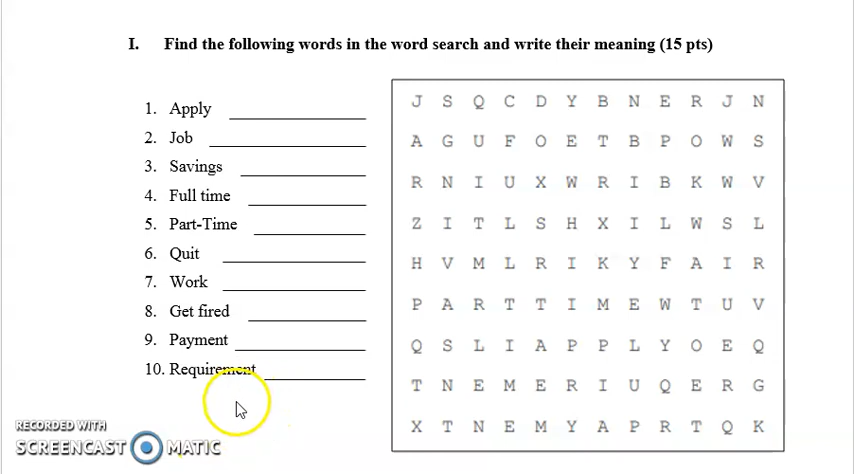 I. Find the following words in the word search and write their meaning (15 pts)
1. Apply
2. Job
3. Savings
4. Full time
5. Part-Time
6. Quit
7. Work
8. Get fired
9. Payment
10. Requirement
J S Q C D Y B N E R J N
A G U F O E T B P O W S
R N I U X W R I B K W V
Z I T L S H X I L W S L
H V M L R I K Y F A I R
P A R T T I M E W T U V
Q S L I A P P L Y O E Q
T N E M E R I U Q E R G
X T N E M Y A P R T Q K
RECORDED WITH
SCREENCAST MATIC